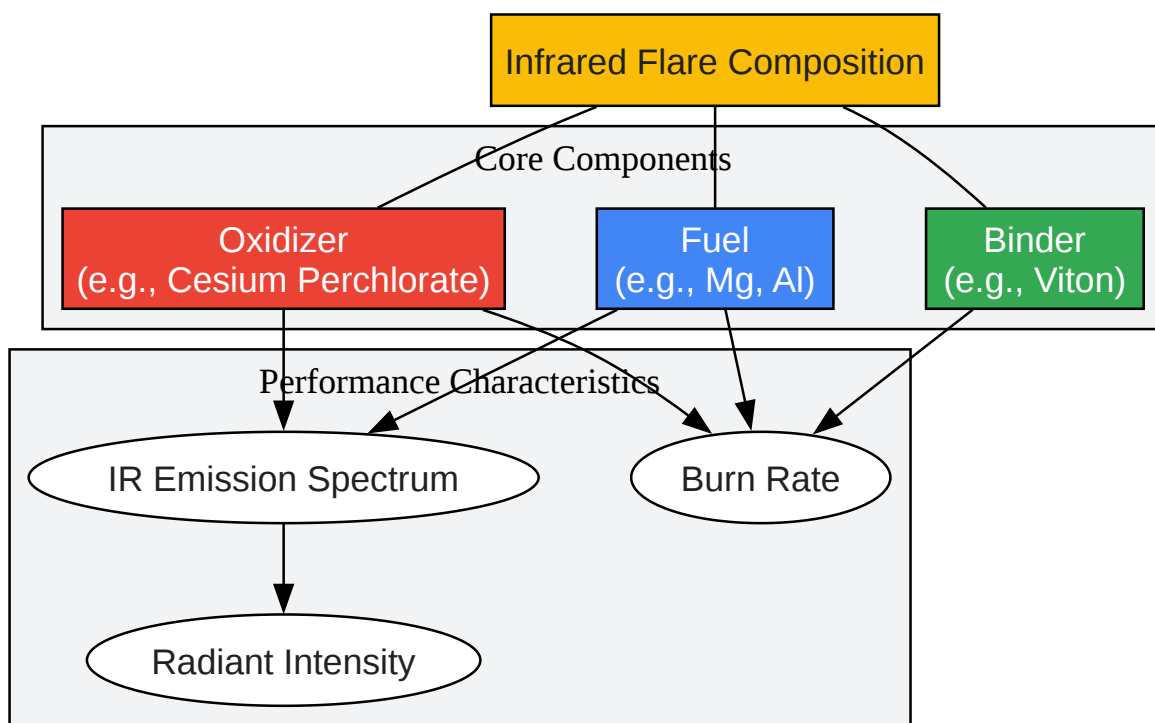 Infrared Flare Composition
Core Components
Oxidizer
(e.g., Cesium Perchlorate)
Fuel
(e.g., Mg, Al)
Binder
(e.g., Viton)
Performance Characteristics
IR Emission Spectrum
Burn Rate
Radiant Intensity